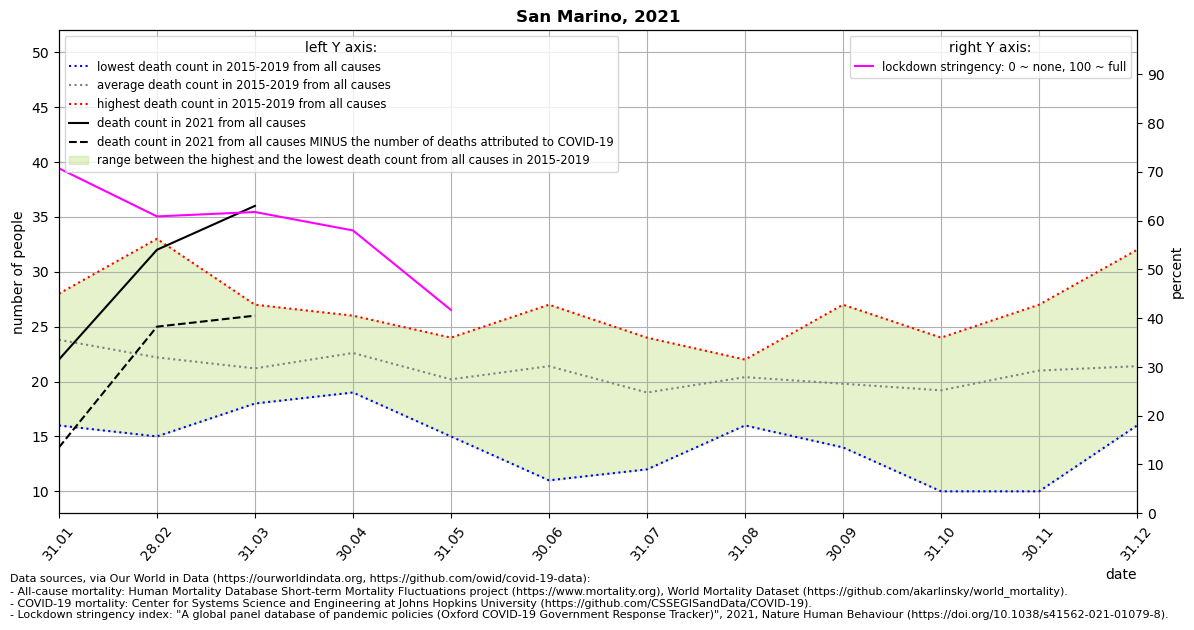 San Marino, 2021
left Y axis:
lowest death count in 2015-2019 from all causes
average death count in 2015-2019 from all causes
highest death count in 2015-2019 from all causes
death count in 2021 from all causes
death count in 2021 from all causes MINUS the number of deaths attributed to COVID-19
range between the highest and the lowest death count from all causes in 2015-2019
right Y axis:
lockdown stringency: 0 ~ none, 100 ~ full
number of people
50
45
40
35
30
25
20
15
10
percent
90
80
70
60
50
40
30
20
10
0
31.01
28.02
31.03
30.04
31.05
30.06
31.07
31.08
30.09
31.10
30.11
31.12
date
Data sources, via Our World in Data (https://ourworldindata.org, https://github.com/owid/covid-19-data):
- All-cause mortality: Human Mortality Database Short-term Mortality Fluctuations project (https://www.mortality.org), World Mortality Dataset (https://github.com/akarlinsky/world_mortality).
- COVID-19 mortality: Center for Systems Science and Engineering at Johns Hopkins University (https://github.com/CSSEGISandData/COVID-19).
- Lockdown stringency index: "A global panel database of pandemic policies (Oxford COVID-19 Government Response Tracker)", 2021, Nature Human Behaviour (https://doi.org/10.1038/s41562-021-01079-8).